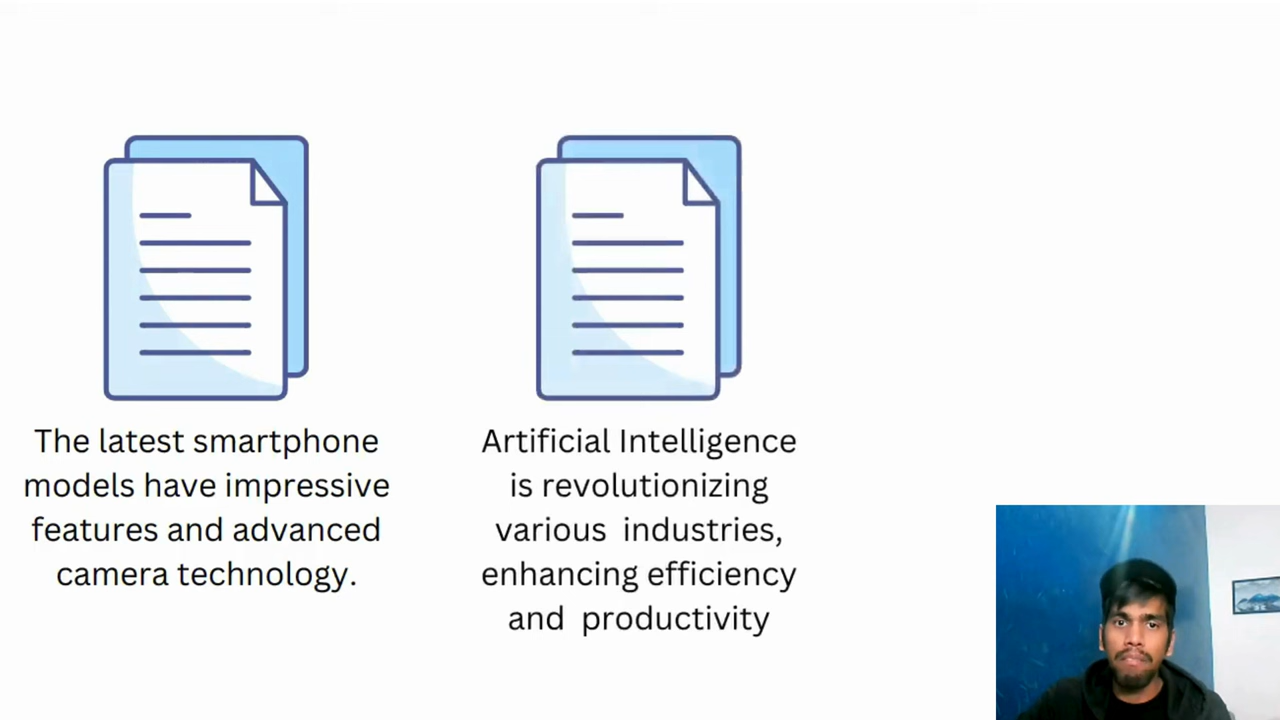 The latest smartphone
models have impressive
features and advanced
camera technology.
Artificial Intelligence
is revolutionizing
various industries,
enhancing efficiency
and productivity